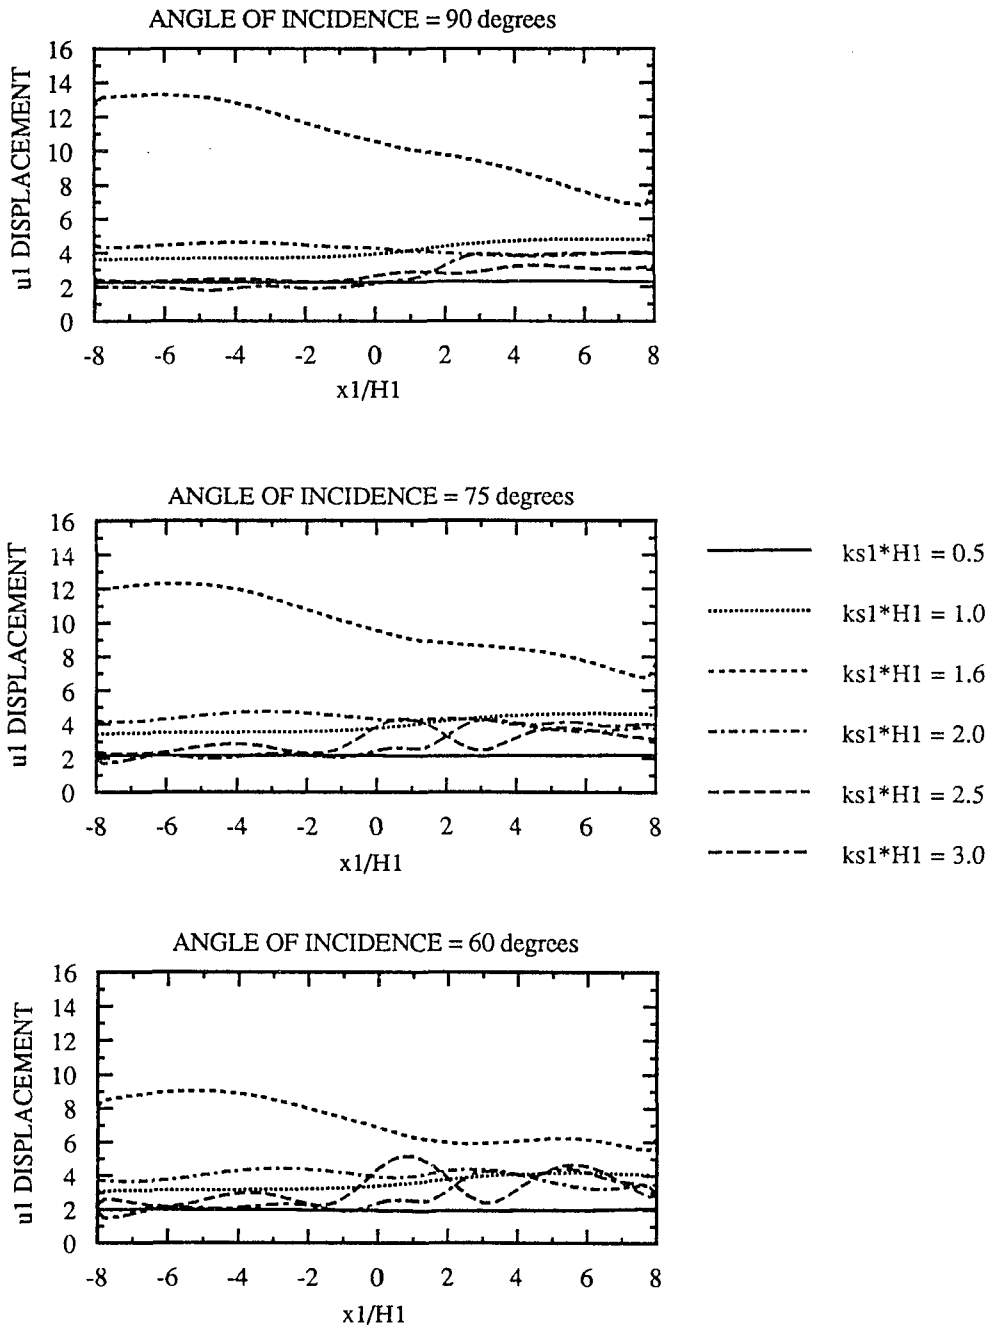 ANGLE OF INCIDENCE = 90 degrees
u1 DISPLACEMENT
16
14
12
10
8
6
4
2
0
-8 -6 -4 -2 0 2 4 6 8
x1/H1
ANGLE OF INCIDENCE = 75 degrees
u1 DISPLACEMENT
16
14
12
10
8
6
4
2
0
-8 -6 -4 -2 0 2 4 6 8
x1/H1
ks1*H1 = 0.5
ks1*H1 = 1.0
ks1*H1 = 1.6
ks1*H1 = 2.0
ks1*H1 = 2.5
ks1*H1 = 3.0
ANGLE OF INCIDENCE = 60 degrees
u1 DISPLACEMENT
16
14
12
10
8
6
4
2
0
-8 -6 -4 -2 0 2 4 6 8
x1/H1